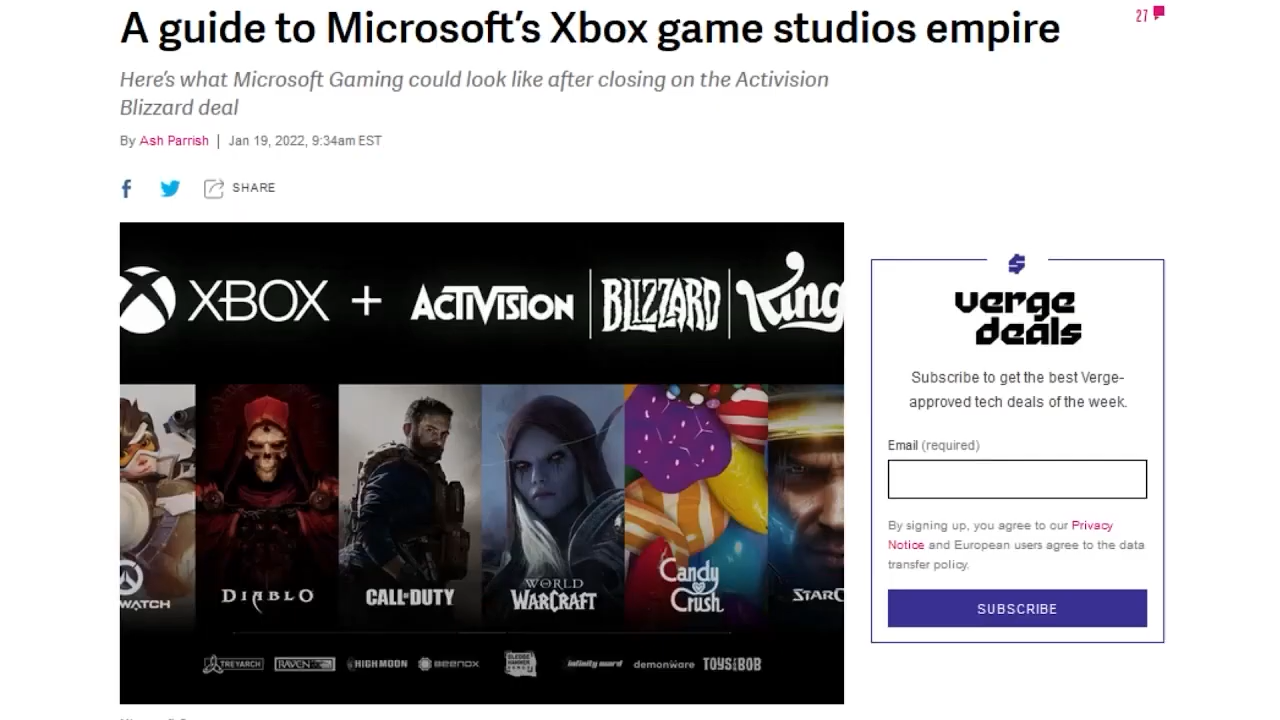 A guide to Microsoft's Xbox game studios empire
27
Here's what Microsoft Gaming could look like after closing on the Activision
Blizzard deal
By Ash Parrish | Jan 19, 2022, 9:34am EST
SHARE
XBOX + ACTIVISION | BLIZZARD | King
WATCH
DIABLO
CALL OF DUTY
WORLD
WARCRAFT
Candy
Crush
STARC
TREYARCH RAVEN HIGH MOON BEENOX SLEDGE HAMMER GAMES infinity ward demonware TOYS FOR BOB
verge
deals
Subscribe to get the best Verge-
approved tech deals of the week.
Email (required)
By signing up, you agree to our Privacy
Notice and European users agree to the data
transfer policy.
SUBSCRIBE